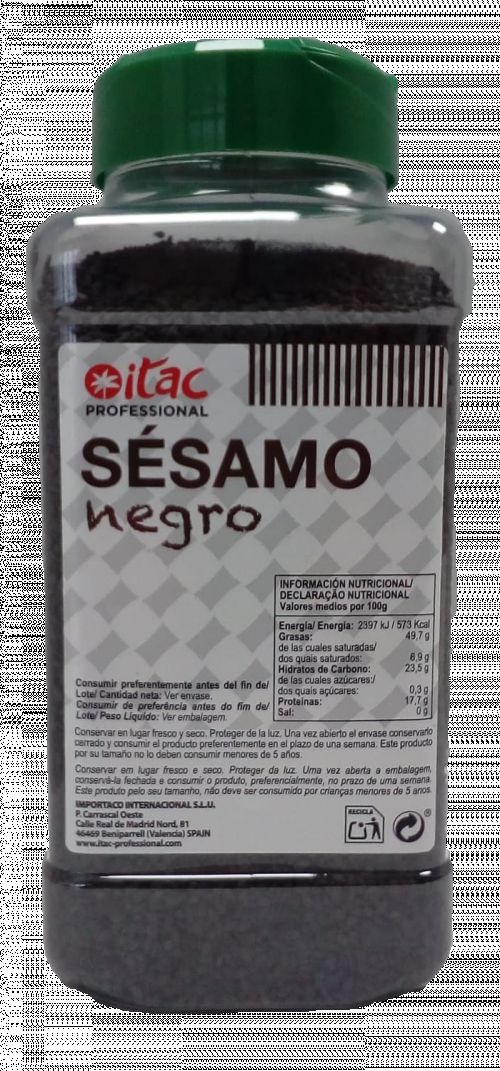 itac
PROFESSIONAL
SÉSAMO
negro
INFORMACIÓN NUTRICIONAL/
DECLARAÇÃO NUTRICIONAL
Valores medios por 100g
Energía/ Energia: 2397 kJ / 573 Kcal
Grasas: 49,7 g
de las cuales saturadas/
dos quais saturados: 6,9 g
Hidratos de Carbono: 23,5 g
de las cuales azúcares:/
dos quais açúcares: 0,3 g
Proteínas: 17,7 g
Sal: 0 g
Consumir preferentemente antes del fin de/
Lote/ Cantidad neta: Ver envase.
Consumir de preferência antes do fim de/
Lote/ Peso Líquido: Ver embalagem.
Conservar en lugar fresco y seco. Proteger de la luz. Una vez abierto el envase conservarlo
cerrado y consumir el producto preferentemente en el plazo de una semana. Este producto
por su tamaño no lo deben consumir menores de 5 años.
Conservar em lugar fresco e seco. Proteger da luz. Uma vez aberta a embalagem,
conservá-la fechada e consumir o produto, preferencialmente, no prazo de uma semana.
Este produto pelo seu tamanho, não deve ser consumido por crianças menores de 5 anos.
IMPORTACO INTERNACIONAL S.L.U.
P. Carrascal Oeste
Calle Real de Madrid Nord, 81
46469 Beniparrell (Valencia) SPAIN
www.itac-professional.com
RECICLA
®